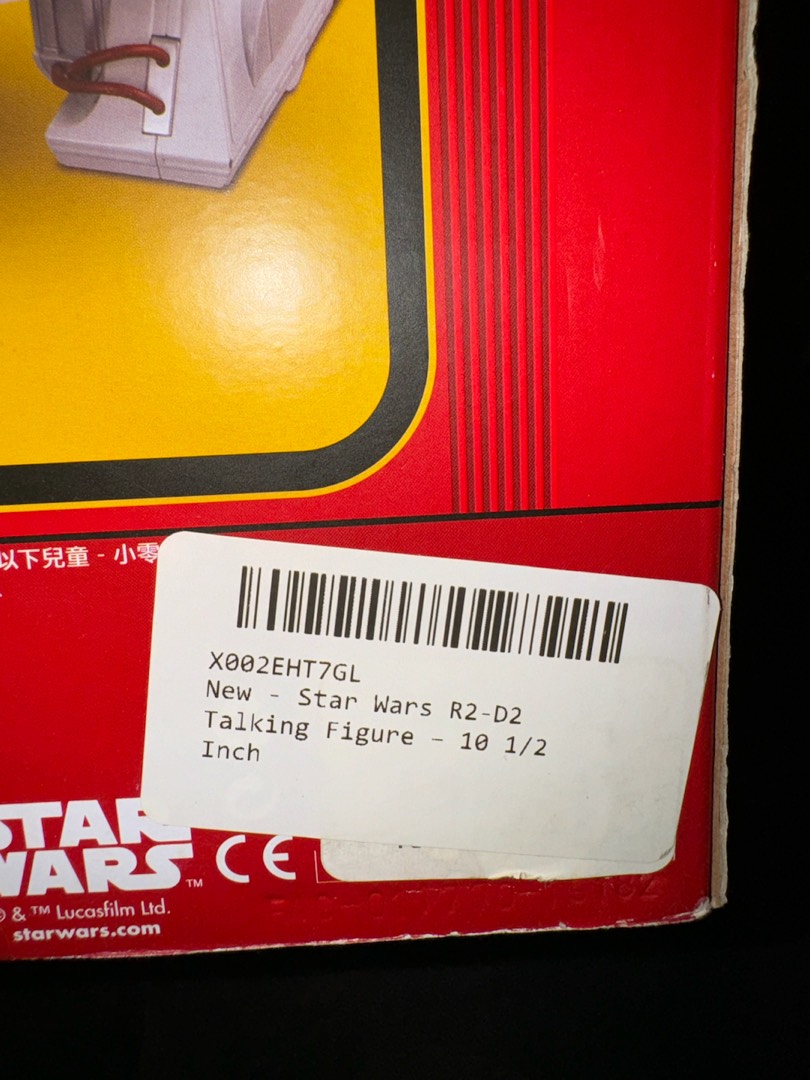 以下兒童 - 小零
X002EHT7GL
New - Star Wars R2-D2
Talking Figure – 10 1/2
Inch
STAR
WARS™
CE
© & ™ Lucasfilm Ltd.
starwars.com